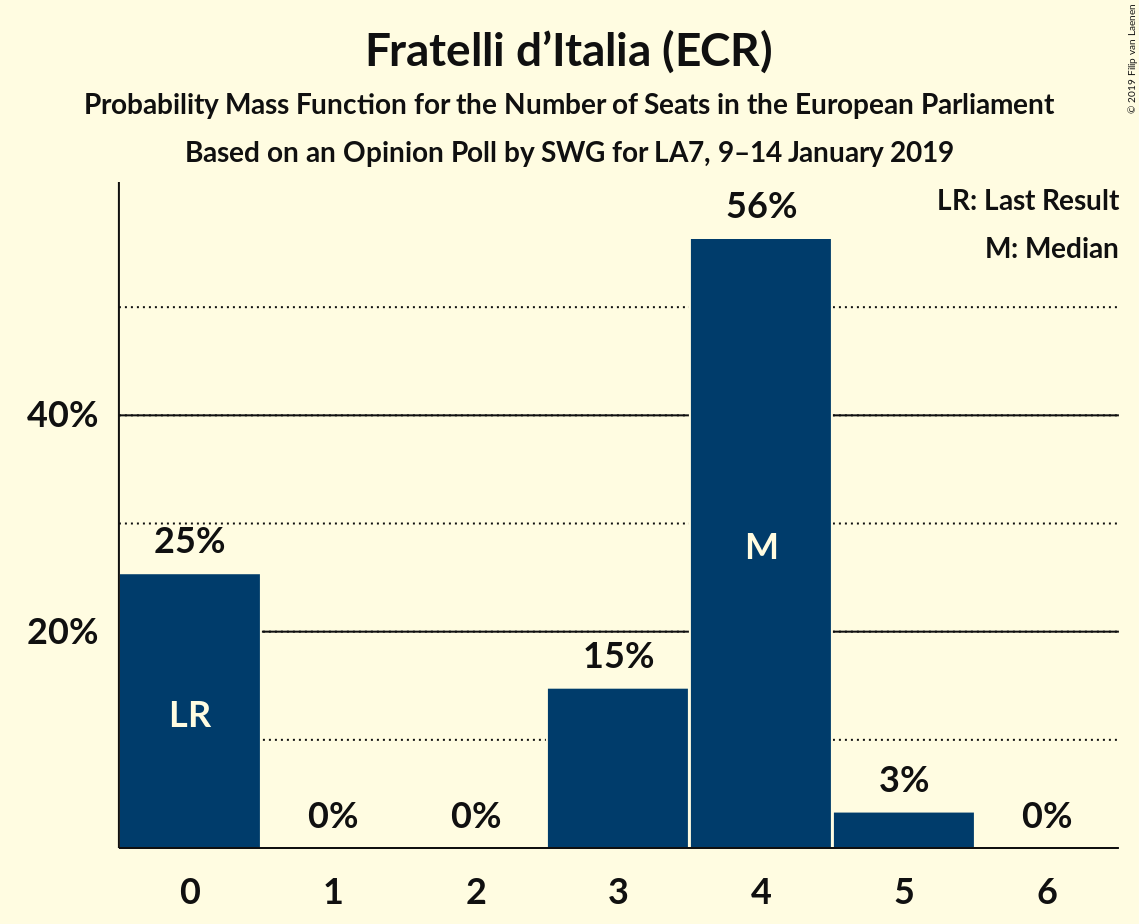 Fratelli d’Italia (ECR)
Probability Mass Function for the Number of Seats in the European Parliament
Based on an Opinion Poll by SWG for LA7, 9–14 January 2019
© 2019 Filip van Laenen
LR: Last Result
M: Median
56%
40%
25%
M
20%
15%
LR
3%
0%
0%
0%
0 1 2 3 4 5 6